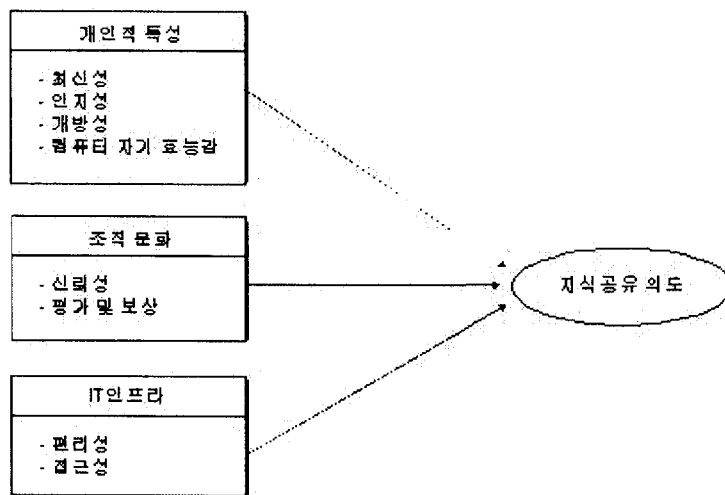 개인적 특성
- 최신성
- 인지성
- 개방성
- 컴퓨터 자기 효능감
조직 문화
- 신뢰성
- 평가 및 보상
지식공유 의도
IT인프라
- 편리성
- 접근성